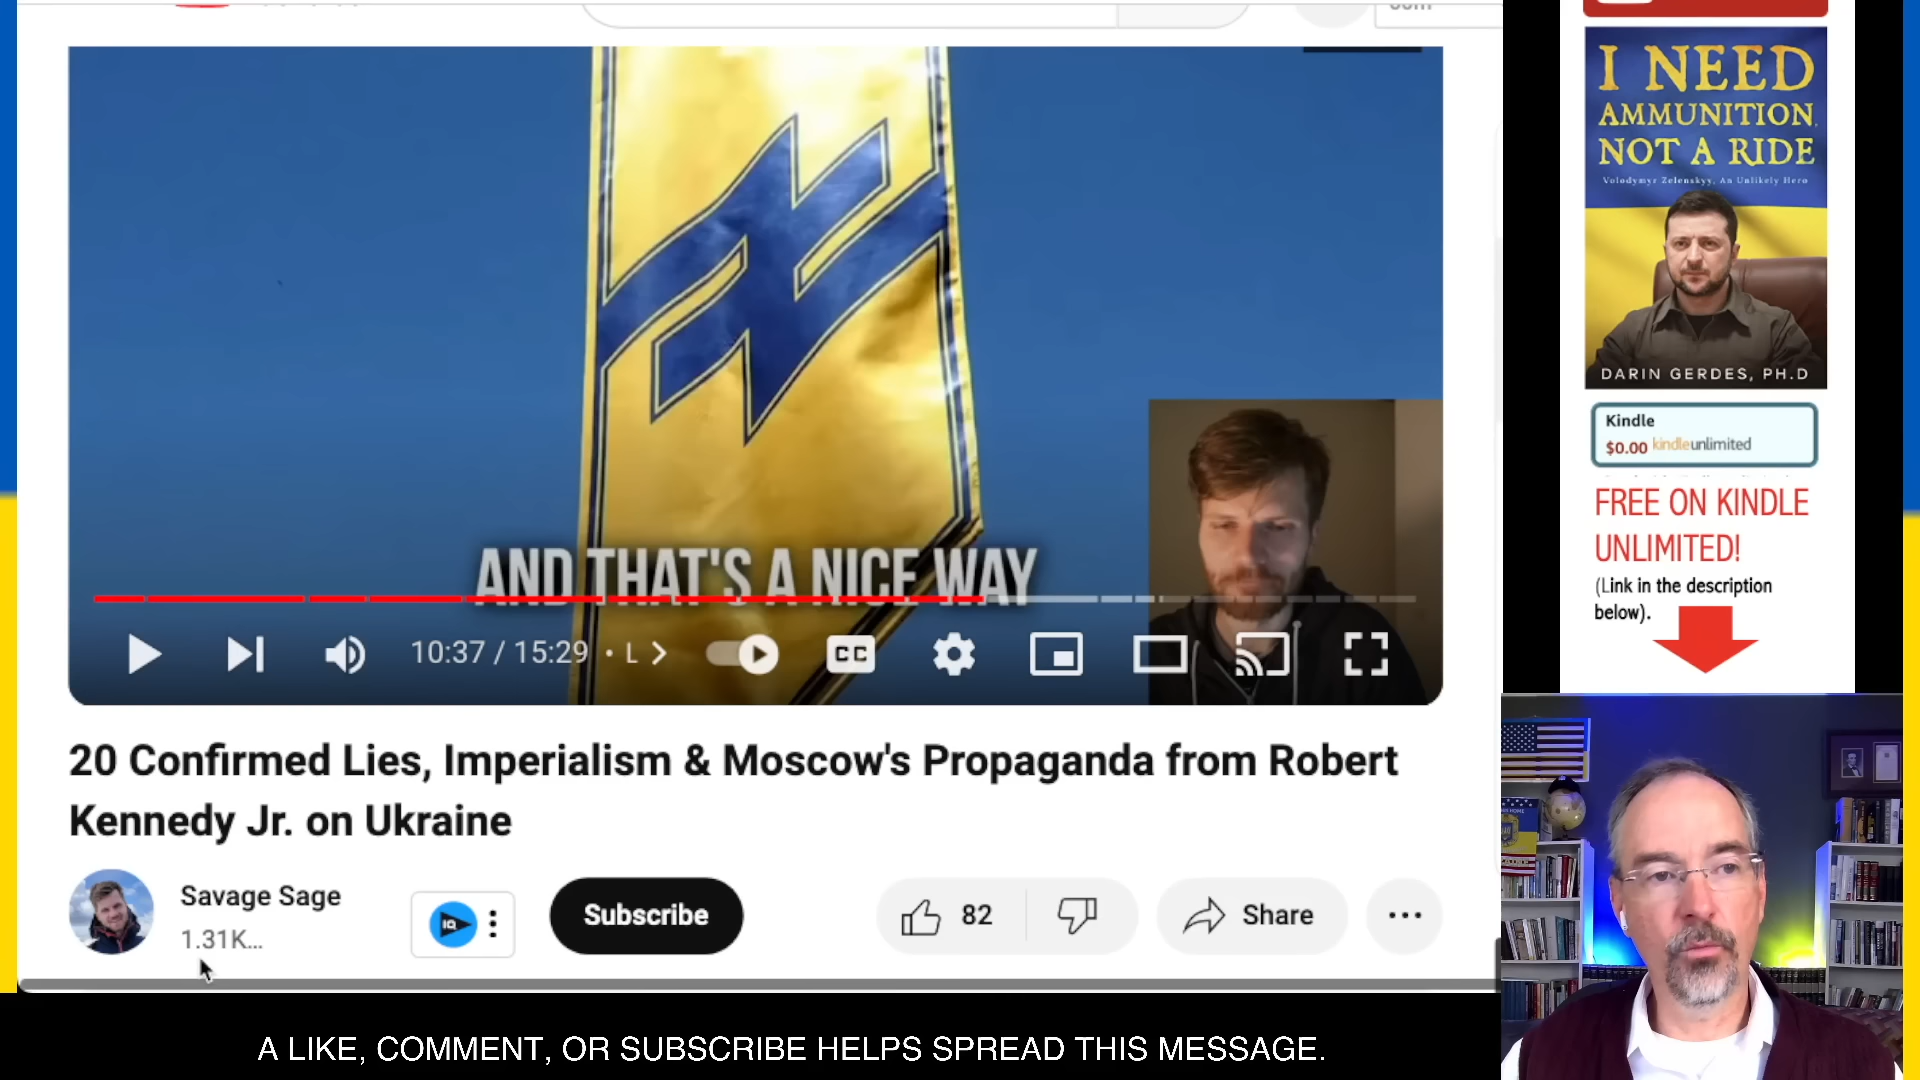 I NEED
AMMUNITION,
NOT A RIDE
Volodymyr Zelenskyy, An Unlikely Hero
DARIN GERDES, PH.D
Kindle
$0.00 kindleunlimited
FREE ON KINDLE
UNLIMITED!
(Link in the description
below).
AND THAT'S A NICE WAY
10:37 / 15:29 • L >
CC
20 Confirmed Lies, Imperialism & Moscow's Propaganda from Robert
Kennedy Jr. on Ukraine
Savage Sage
1.31K...
IQ
Subscribe
82
Share
A LIKE, COMMENT, OR SUBSCRIBE HELPS SPREAD THIS MESSAGE.